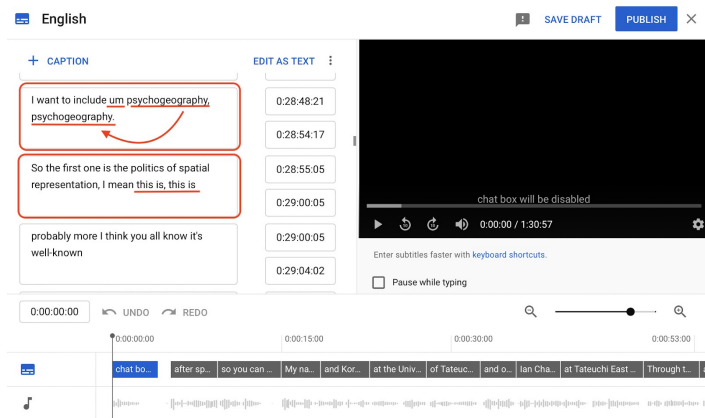 English
SAVE DRAFT
PUBLISH
+ CAPTION
EDIT AS TEXT
I want to include um psychogeography,
psychogeography.
0:28:48:21
0:28:54:17
So the first one is the politics of spatial
representation, I mean this is, this is
0:28:55:05
0:29:00:05
probably more I think you all know it's
well-known
0:29:00:05
0:29:04:02
chat box will be disabled
0:00:00 / 1:30:57
Enter subtitles faster with keyboard shortcuts.
Pause while typing
0:00:00:00
UNDO
REDO
0:00:00:00
0:00:15:00
0:00:30:00
0:00:53:00
chat bo...
after sp...
so you can ...
My na...
and Kor...
at the Univ...
of Tateuc...
and o...
Ian Cha...
at Tateuchi East ...
Through t...